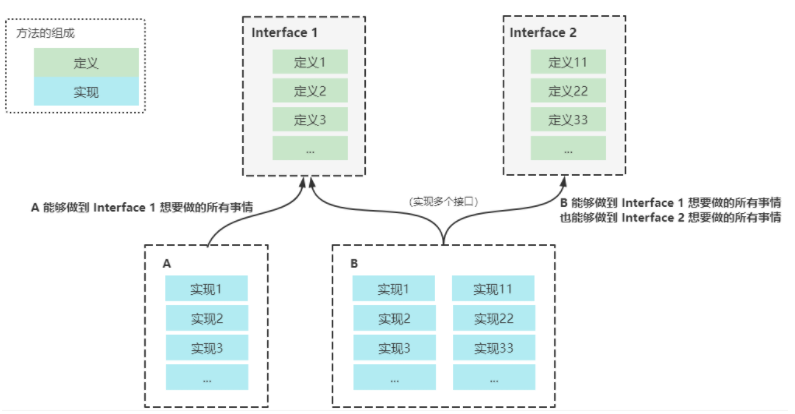 方法的组成
定义
实现
Interface 1
定义1
定义2
定义3
...
Interface 2
定义11
定义22
定义33
...
A 能够做到 Interface 1 想要做的所有事情
(实现多个接口)
B 能够做到 Interface 1 想要做的所有事情
也能够做到 Interface 2 想要做的所有事情
A
实现1
实现2
实现3
...
B
实现1
实现2
实现3
...
实现11
实现22
实现33
...